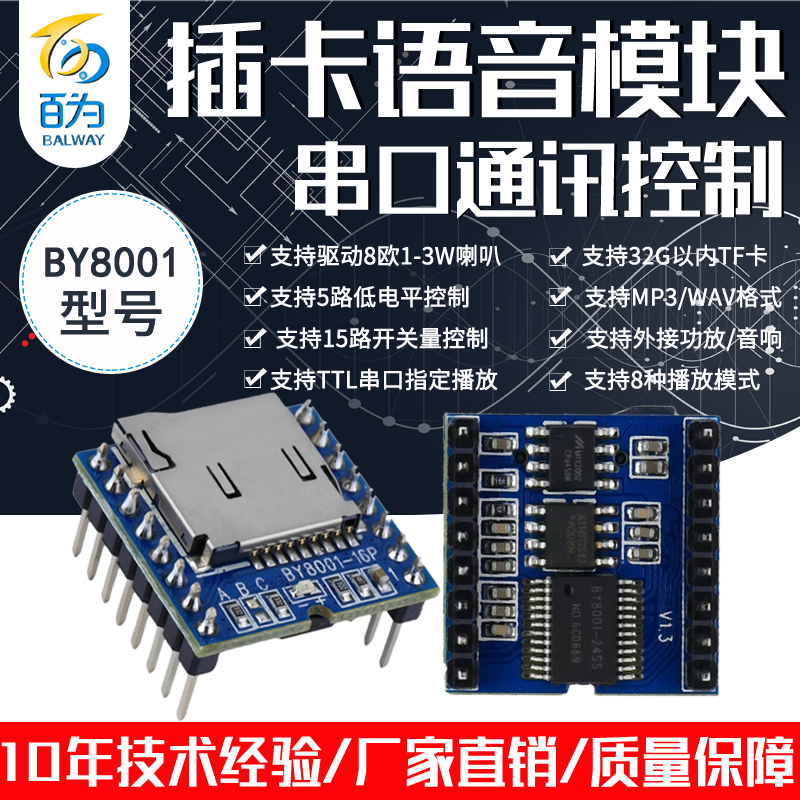 百为
BALWAY
插卡语音模块
串口通讯控制
BY8001
型号
支持驱动8欧1-3W喇叭
支持32G以内TF卡
支持5路低电平控制
支持MP3/WAV格式
支持15路开关量控制
支持外接功放/音响
支持TTL串口指定播放
支持8种播放模式
A B C
BY8001-16P
BY8001-24SS
NO 6CD669
V1.3
10年技术经验/厂家直销/质量保障